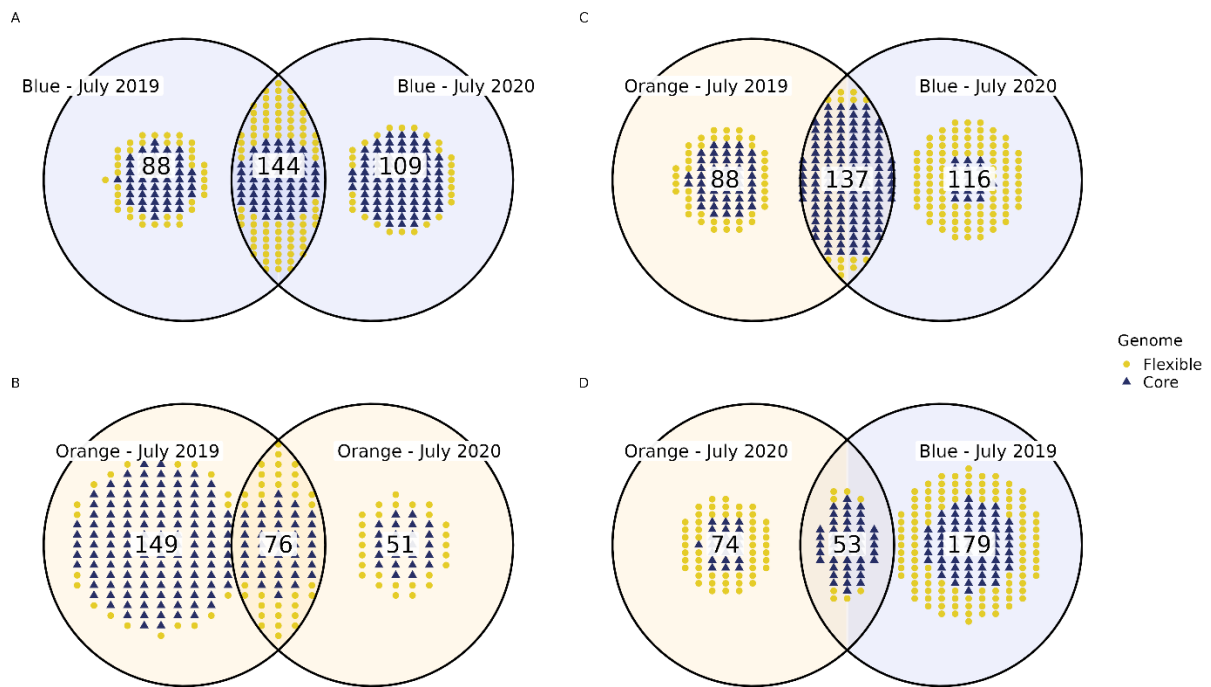 A
Blue - July 2019
Blue - July 2020
88
144
109
C
Orange - July 2019
Blue - July 2020
88
137
116
Genome
Flexible
Core
B
Orange - July 2019
Orange - July 2020
149
76
51
D
Orange - July 2020
Blue - July 2019
74
53
179